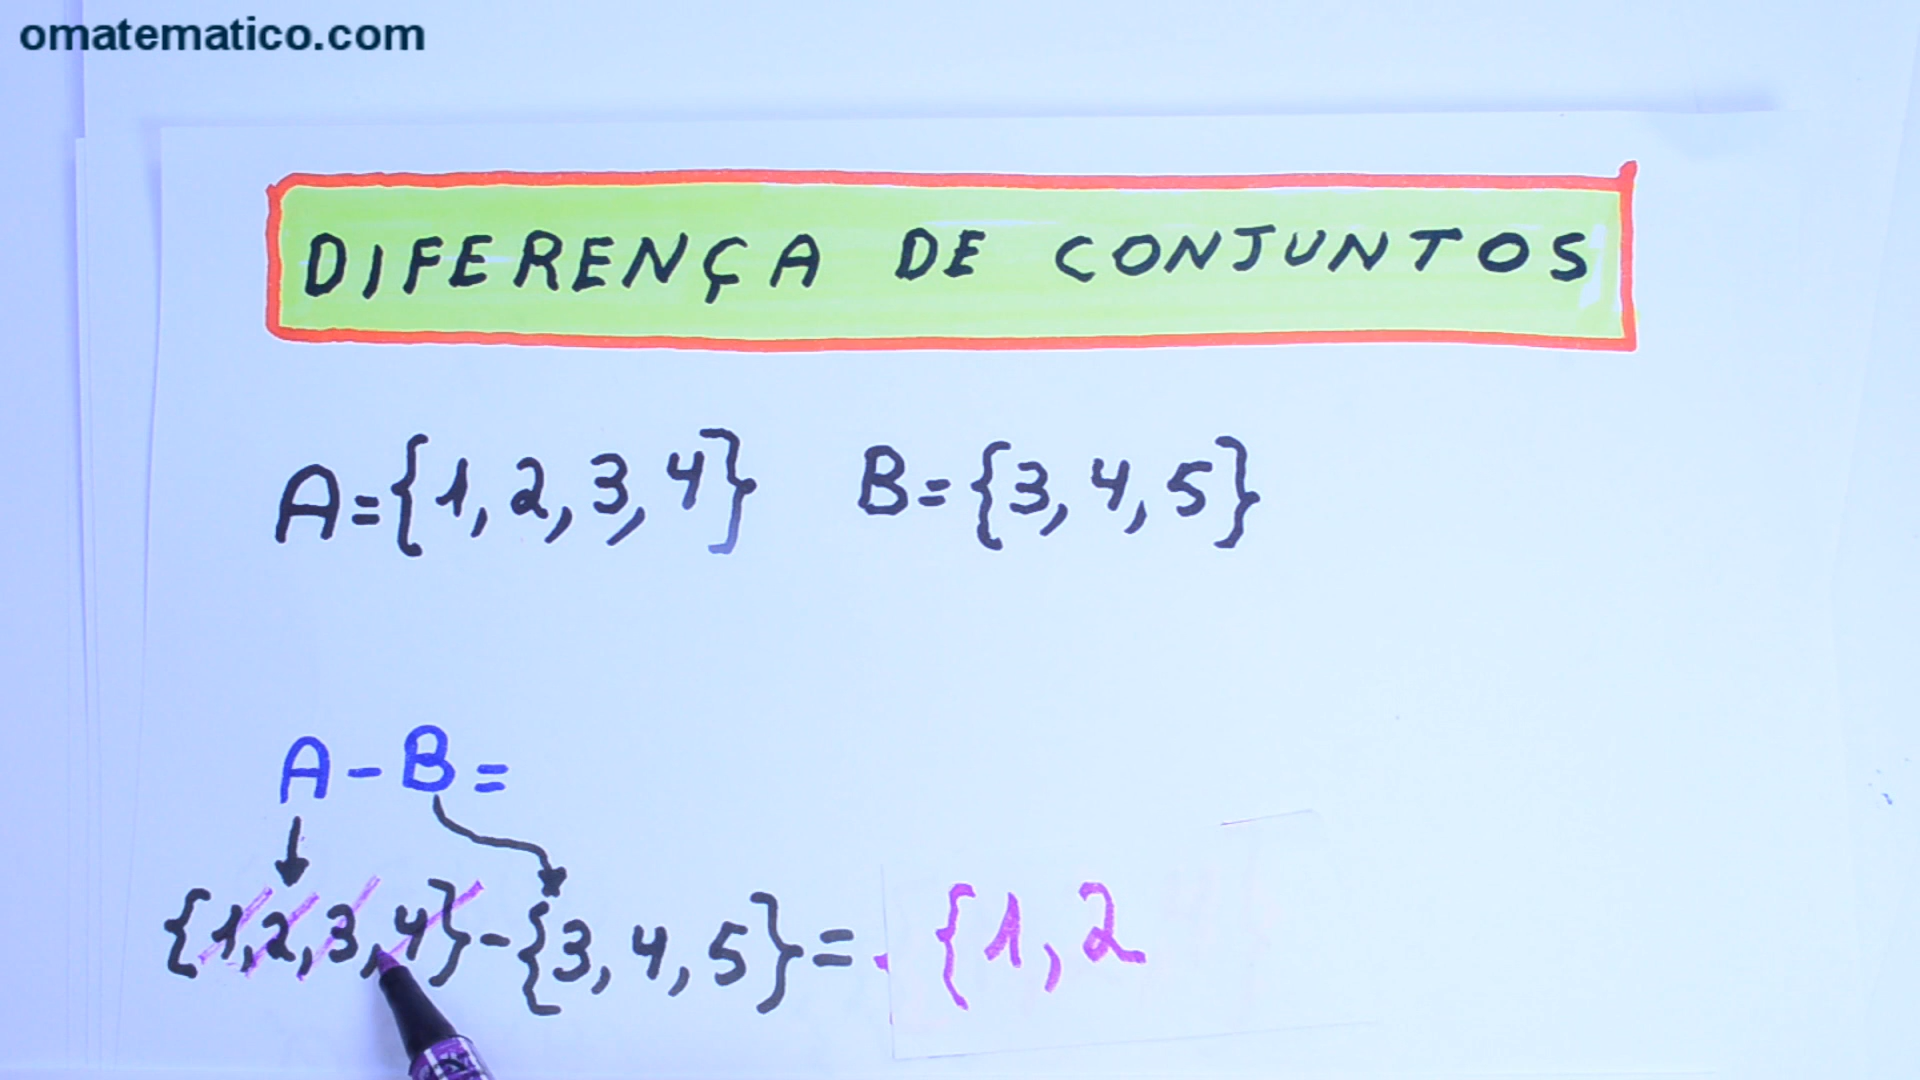 omatematico.com
DIFERENÇA DE CONJUNTOS
A={1,2,3,4} B={3,4,5}
A-B=
{1,2,3,4}-{3,4,5}= {1,2